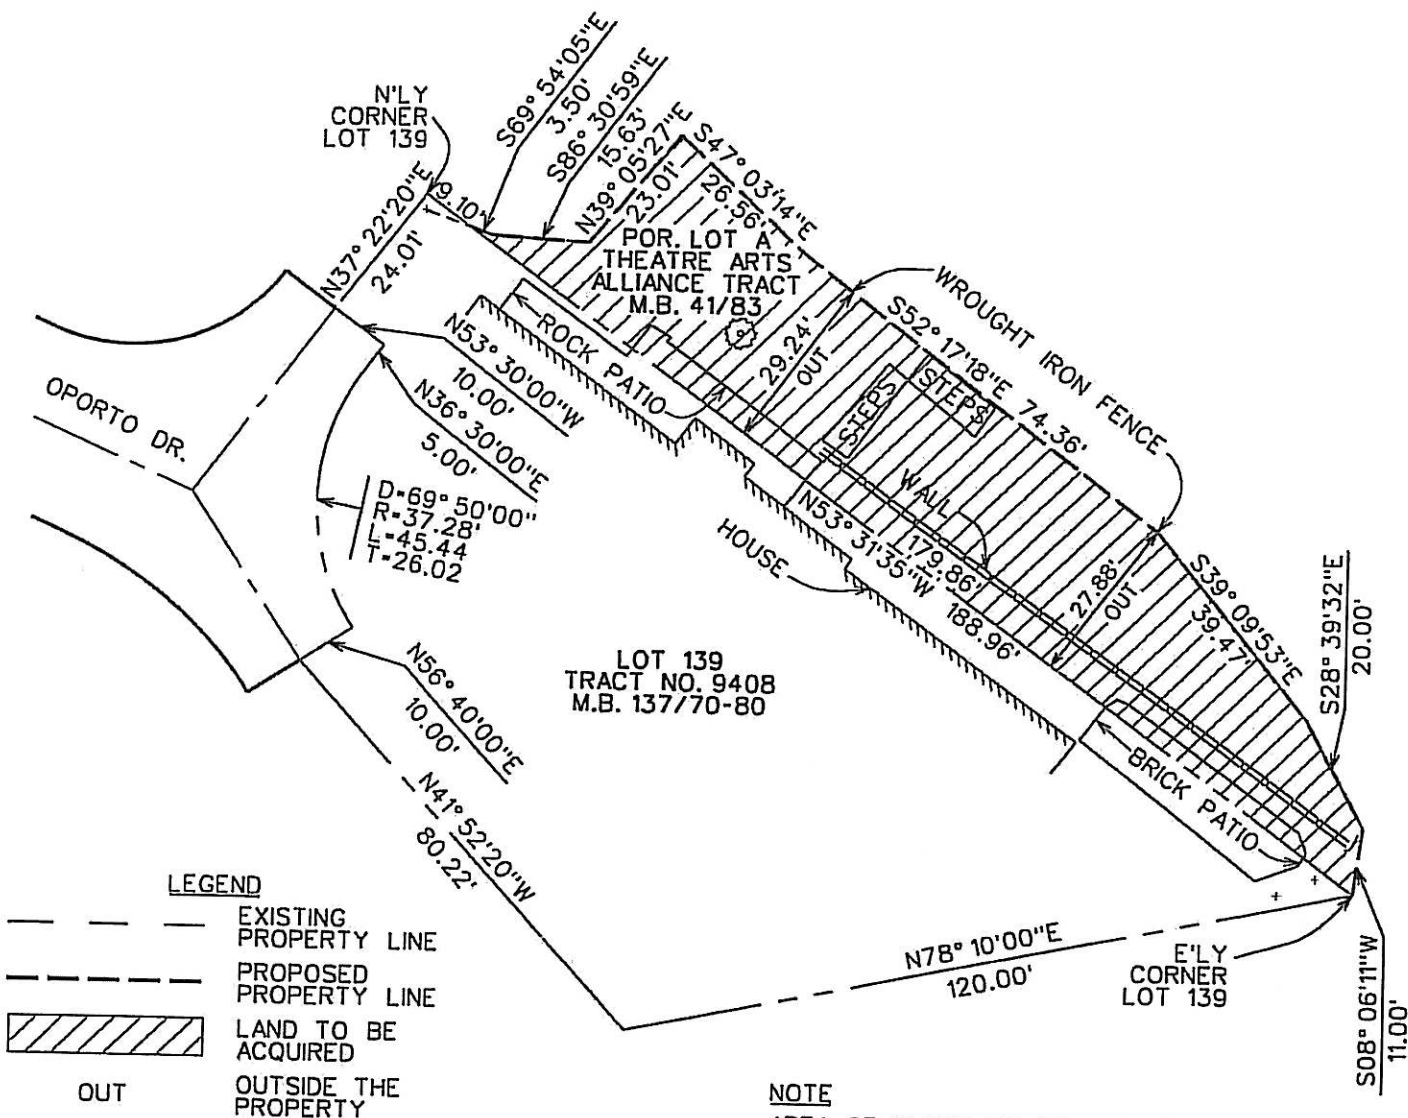 S69° 54'05"E
3.50'
S86° 30'59"E
15.63'
N39° 05'27"E
23.01'
S47° 03'14"E
26.56'
N'LY
CORNER
LOT 139
N37° 22'20"E
24.01'
9.10'
POR. LOT A
THEATRE ARTS
ALLIANCE TRACT
M.B. 41/83
WROUGHT IRON FENCE
S52° 17'18"E 74.36'
29.24'
OUT
STEPS
STEPS
ROCK PATIO
N53° 30'00"W
10.00'
N36° 30'00"E
5.00'
OPORTO DR.
D=69° 50'00"
R=37.28'
L=45.44
T=26.02
HOUSE
WALL
179.86'
N53° 31'35"W 188.96'
27.88'
OUT
S39° 09'53"E
39.47'
S28° 39'32"E
20.00'
LOT 139
TRACT NO. 9408
M.B. 137/70-80
N56° 40'00"E
10.00'
N41° 52'20"W
80.22'
BRICK PATIO
N78° 10'00"E
120.00'
E'LY
CORNER
LOT 139
S08° 06'11"W
11.00'
LEGEND
EXISTING
PROPERTY LINE
PROPOSED
PROPERTY LINE
LAND TO BE
ACQUIRED
OUT
OUTSIDE THE
PROPERTY
NOTE